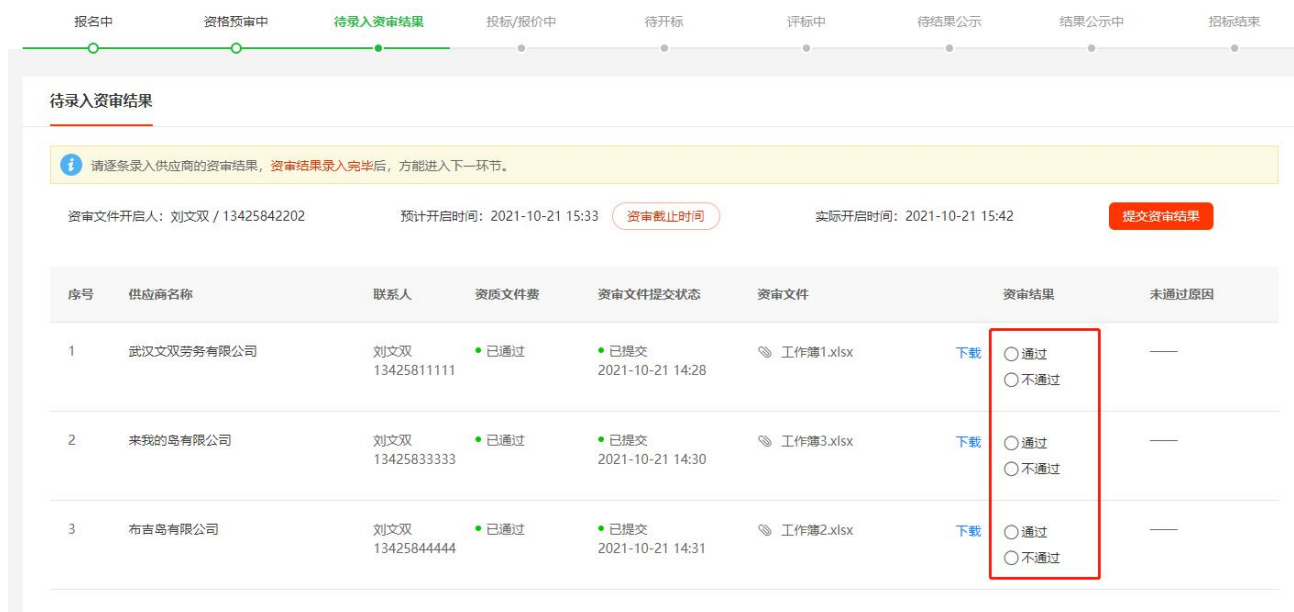 报名中 资格预审中 待录入资审结果 投标/报价中 待开标 评标中 待结果公示 结果公示中 招标结束
待录入资审结果
请逐条录入供应商的资审结果，资审结果录入完毕后，方能进入下一环节。
资审文件开启人：刘文双 / 13425842202 预计开启时间：2021-10-21 15:33 资审截止时间 实际开启时间：2021-10-21 15:42 提交资审结果
序号 供应商名称 联系人 资质文件费 资审文件提交状态 资审文件 资审结果 未通过原因
1 武汉文双劳务有限公司 刘文双 已通过 已提交 工作簿1.xlsx 下载 通过 ——
13425811111 2021-10-21 14:28 不通过
2 来我的岛有限公司 刘文双 已通过 已提交 工作簿3.xlsx 下载 通过 ——
13425833333 2021-10-21 14:30 不通过
3 布吉岛有限公司 刘文双 已通过 已提交 工作簿2.xlsx 下载 通过 ——
13425844444 2021-10-21 14:31 不通过